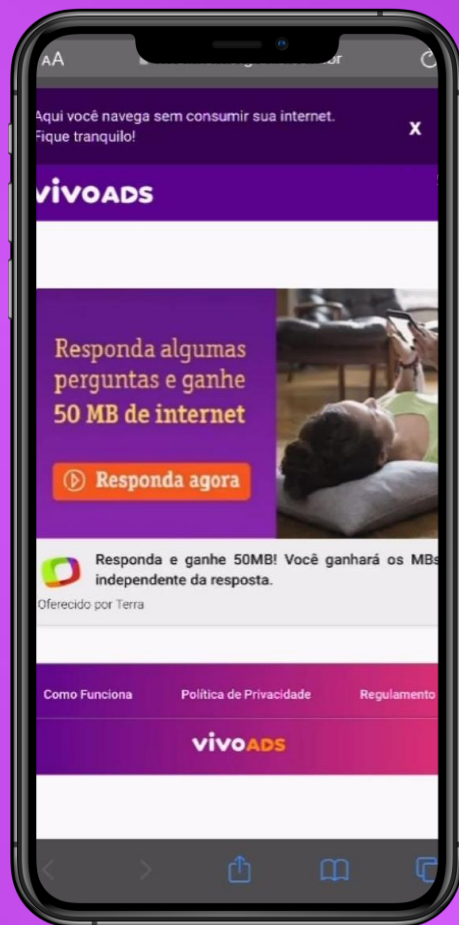 AA
Aqui você navega sem consumir sua internet.
Fique tranquilo!
X
vivoADS
Responda algumas
perguntas e ganhe
50 MB de internet
Responda agora
Responda e ganhe 50MB! Você ganhará os MBs
independente da resposta.
Oferecido por Terra
Como Funciona Política de Privacidade Regulamento
vivoADS